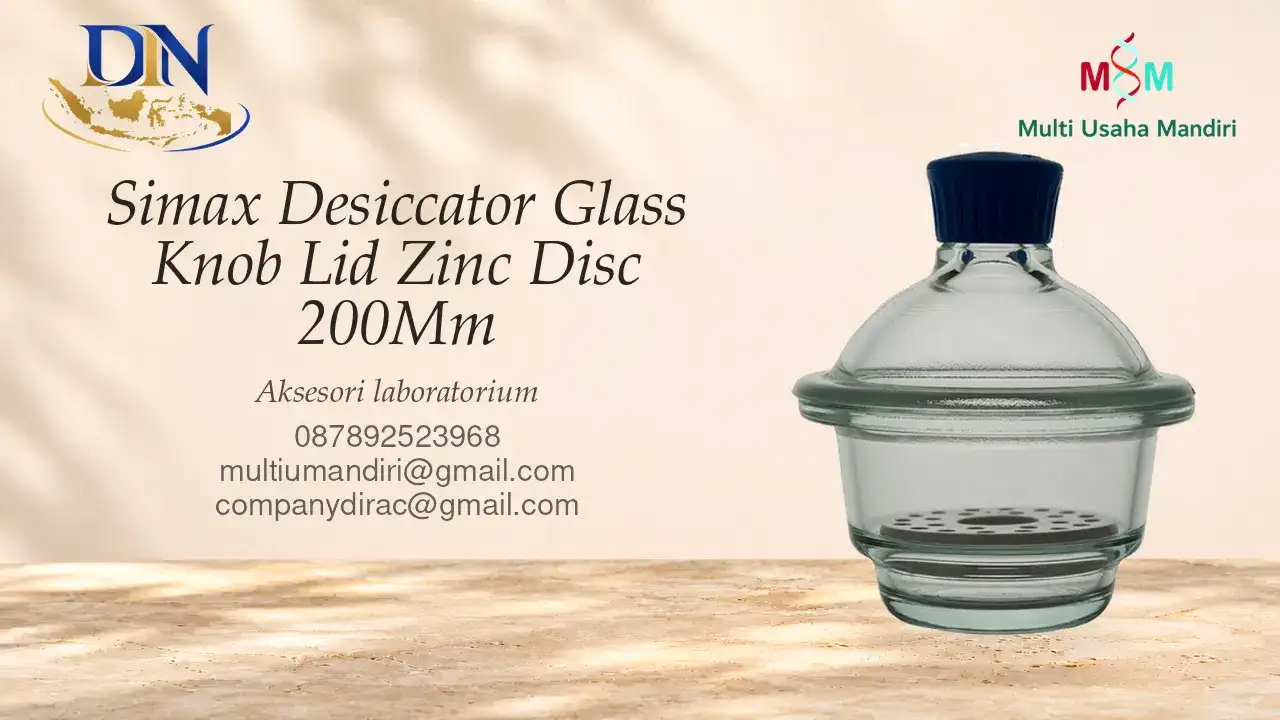 DIN
MSM
Multi Usaha Mandiri
Simax Desiccator Glass
Knob Lid Zinc Disc
200Mm
Aksesori laboratorium
087892523968
multiumandiri@gmail.com
companydirac@gmail.com